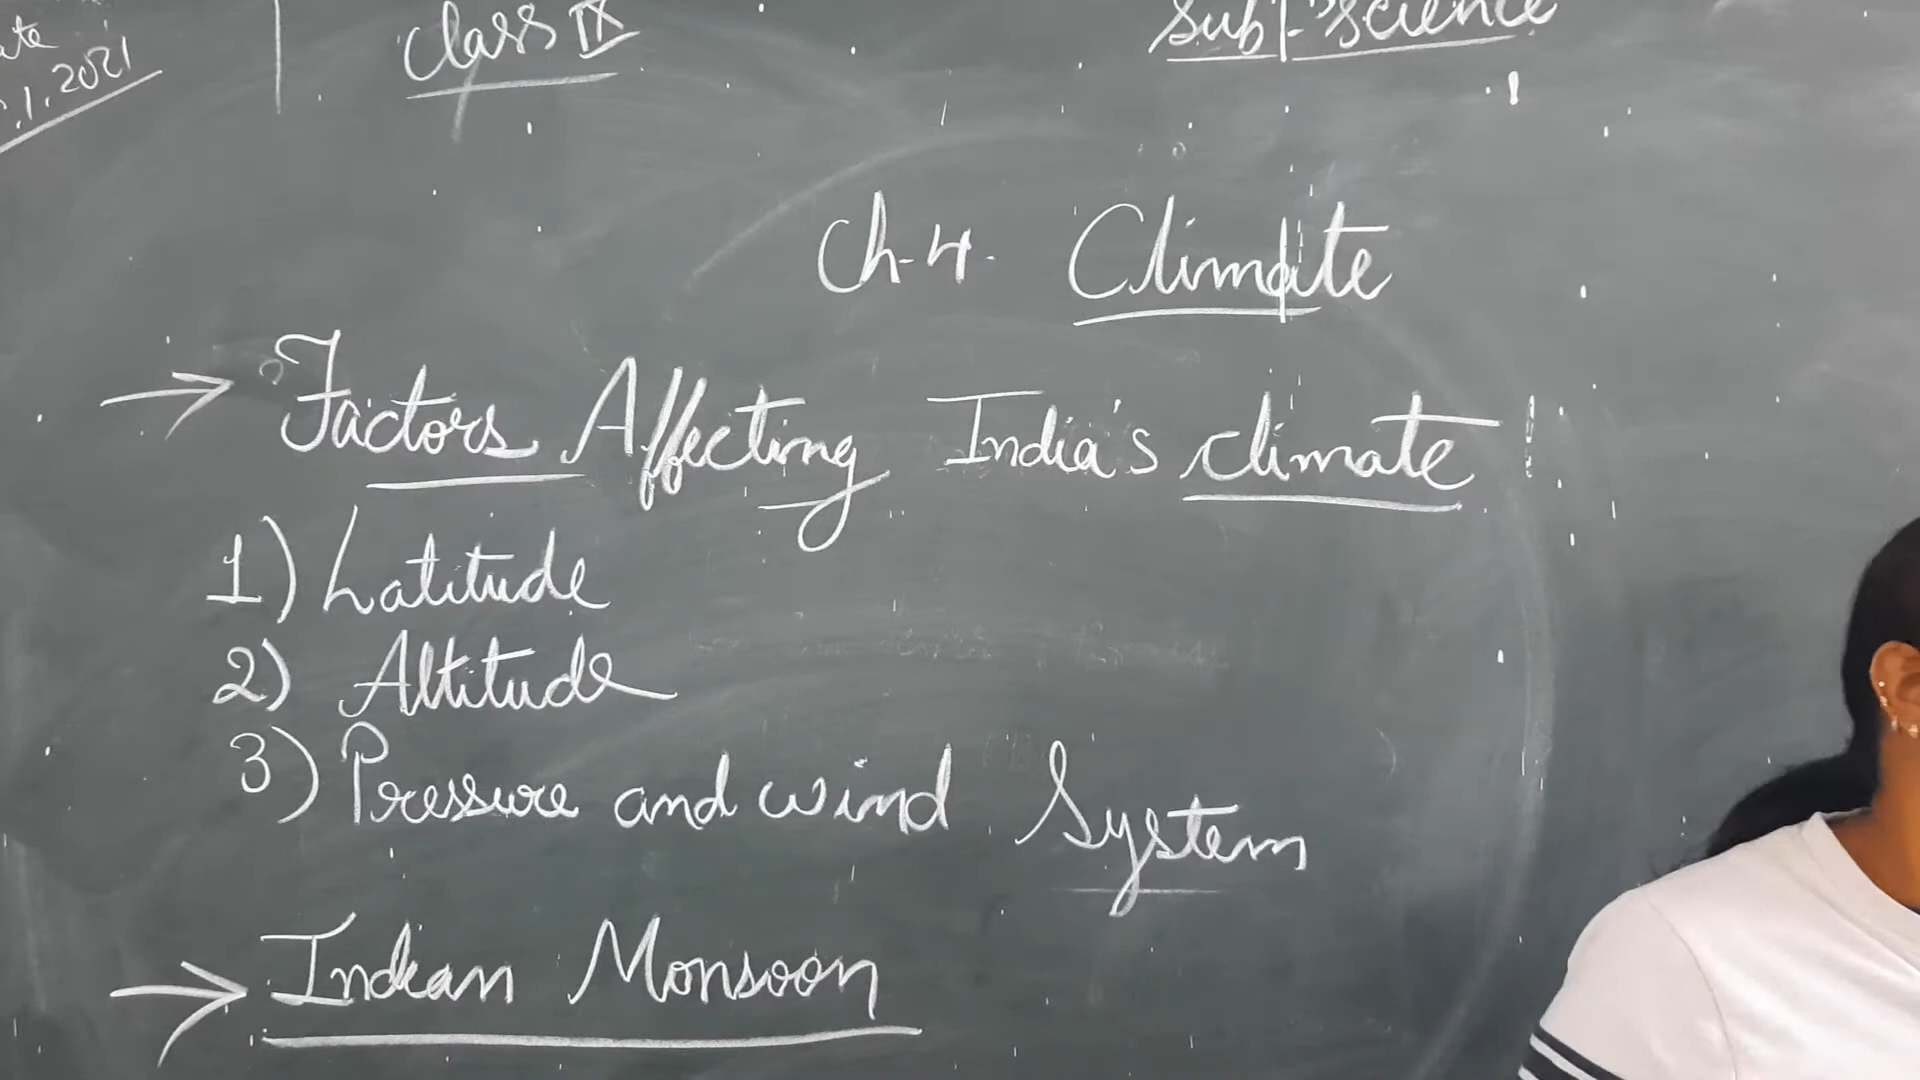 Class IX
Sub:- Science
.1.2021
Ch-4. Climate
→ Factors Affecting India's climate
1) Latitude
2) Altitude
3) Pressure and wind System
→ Indian Monsoon